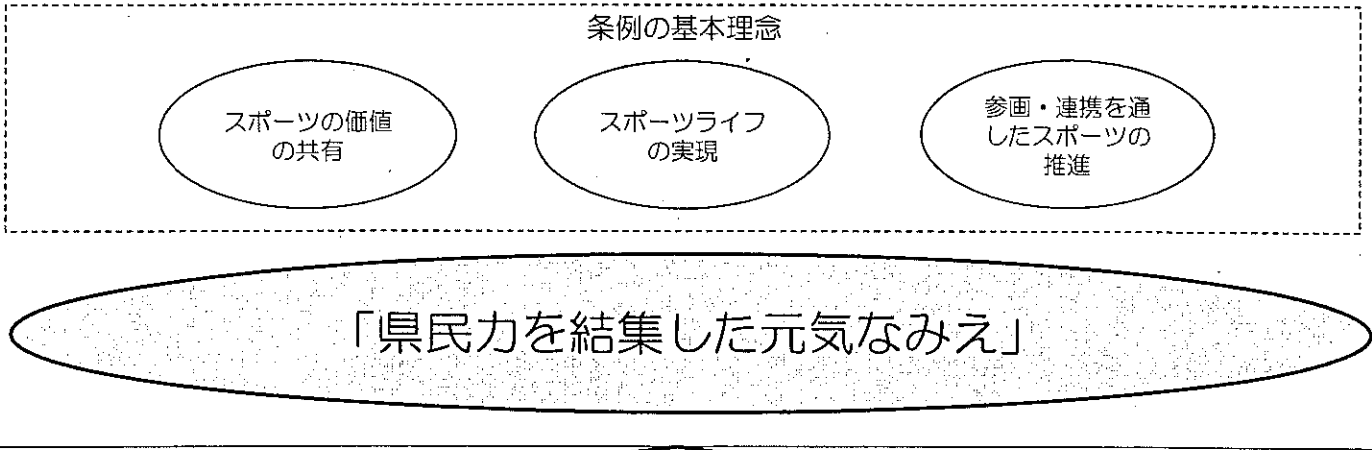 条例の基本理念
スポーツの価値
の共有
スポーツライフ
の実現
参画・連携を通
したスポーツの
推進
「県民力を結集した元気なみえ」